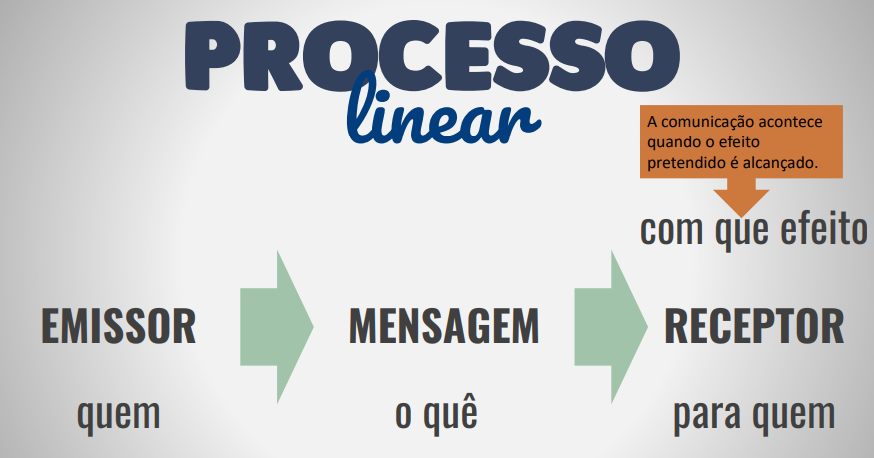 PROCESSO
linear
A comunicação acontece
quando o efeito
pretendido é alcançado.
com que efeito
EMISSOR
MENSAGEM
RECEPTOR
quem
o quê
para quem